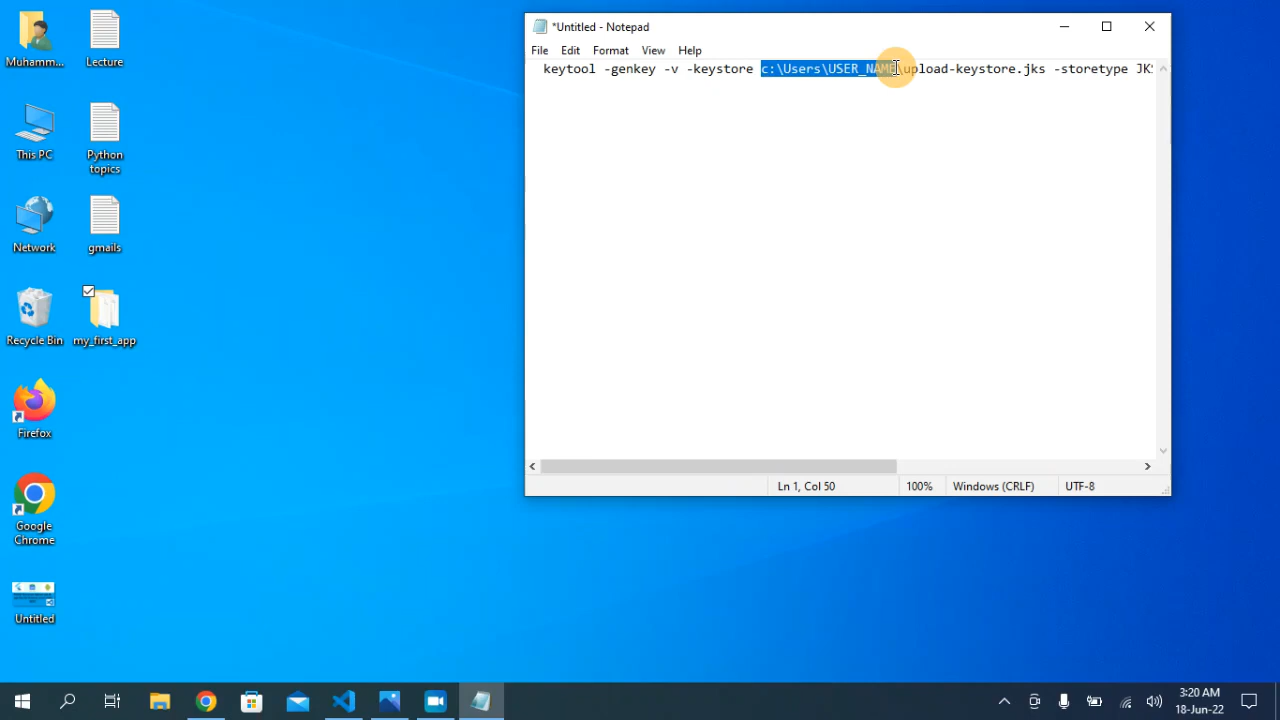 *Untitled - Notepad
File Edit Format View Help
keytool -genkey -v -keystore c:\Users\USER_NAME\upload-keystore.jks -storetype JKS
Ln 1, Col 50
100%
Windows (CRLF)
UTF-8
Muhamm...
Lecture
This PC
Python
topics
Network
gmails
Recycle Bin
my_first_app
Firefox
Google
Chrome
Untitled
3:20 AM
18-Jun-22